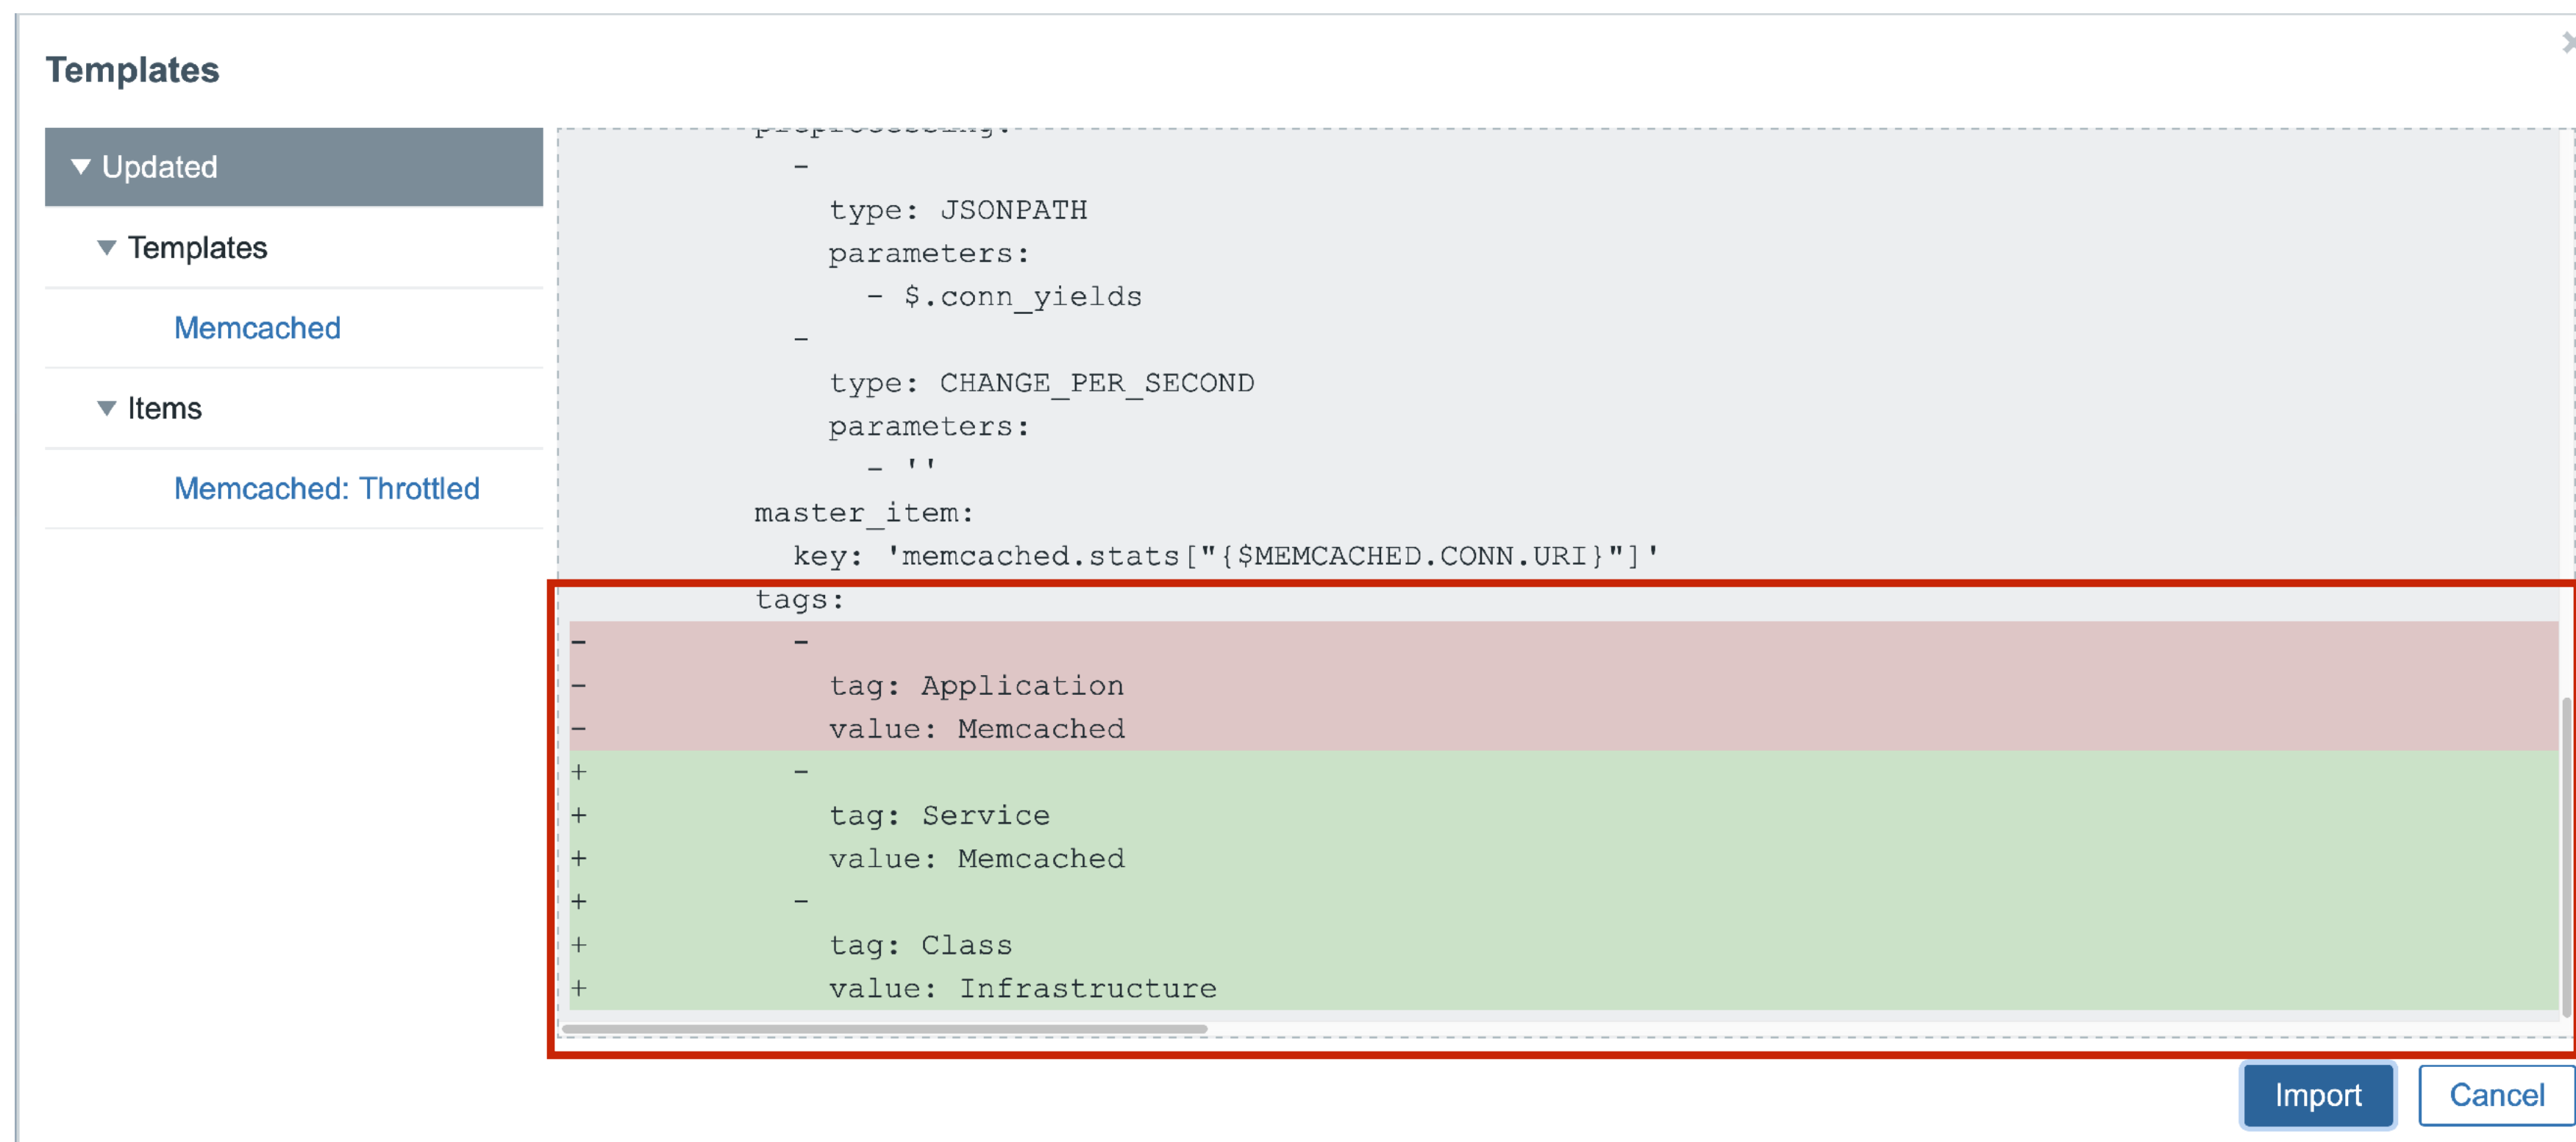 Templates
Updated
Templates
Memcached
Items
Memcached: Throttled
preprocessing:
-
type: JSONPATH
parameters:
- $.conn_yields
-
type: CHANGE_PER_SECOND
parameters:
- ''
master_item:
key: 'memcached.stats["{$MEMCACHED.CONN.URI}"]'
tags:
- -
- tag: Application
- value: Memcached
+ -
+ tag: Service
+ value: Memcached
+ -
+ tag: Class
+ value: Infrastructure
Import Cancel